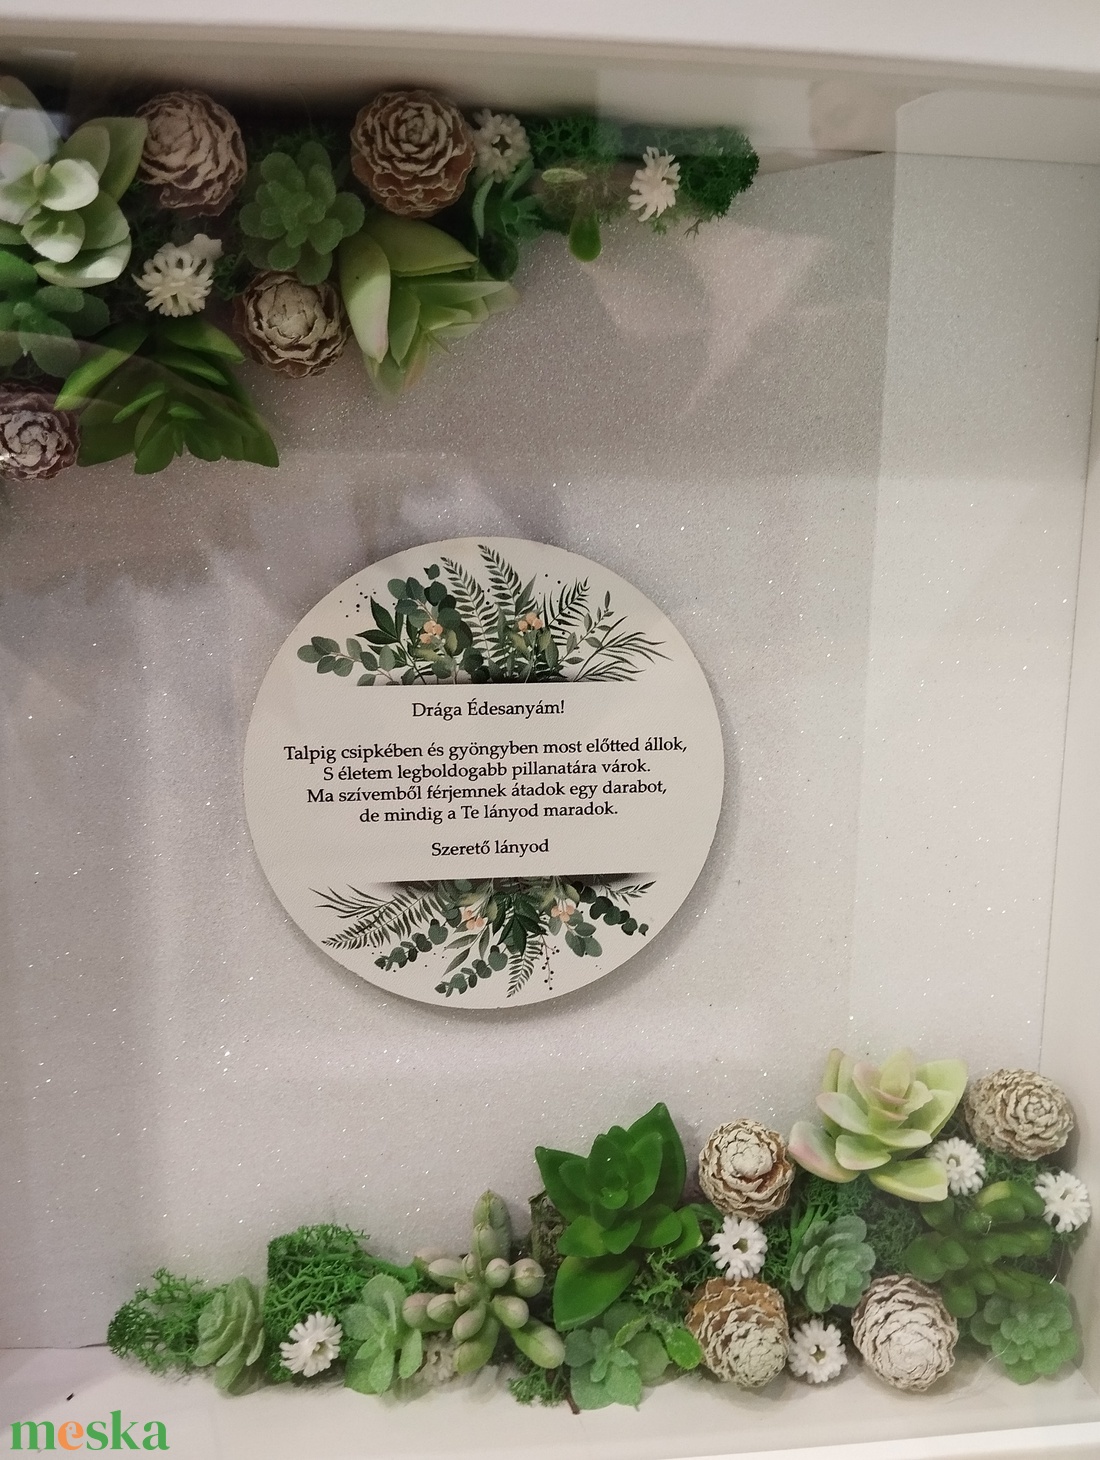 Drága Édesanyám!
Talpig csipkében és gyöngyben most előtted állok,
S életem legboldogabb pillanatára várok.
Ma szívemből férjemnek átadok egy darabot,
de mindig a Te lányod maradok.
Szerető lányod
meska